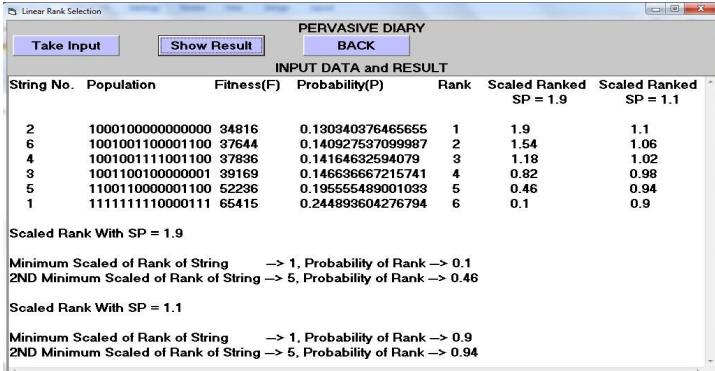 Linear Rank Selection
PERVASIVE DIARY
Take Input Show Result BACK
INPUT DATA and RESULT
String No. Population Fitness(F) Probability(P) Rank Scaled Ranked Scaled Ranked
SP = 1.9 SP = 1.1
2 1000100000000000 34816 0.130340376465655 1 1.9 1.1
6 1001001100001100 37644 0.140927537099987 2 1.54 1.06
4 1001001111001100 37836 0.14164632594079 3 1.18 1.02
3 1001100100000001 39169 0.146636667215741 4 0.82 0.98
5 1100110000001100 52236 0.195555489001033 5 0.46 0.94
1 1111111110000111 65415 0.244893604276794 6 0.1 0.9
Scaled Rank With SP = 1.9
Minimum Scaled of Rank of String —> 1, Probability of Rank —> 0.1
2ND Minimum Scaled of Rank of String —> 5, Probability of Rank —> 0.46
Scaled Rank With SP = 1.1
Minimum Scaled of Rank of String —> 1, Probability of Rank —> 0.9
2ND Minimum Scaled of Rank of String —> 5, Probability of Rank —> 0.94